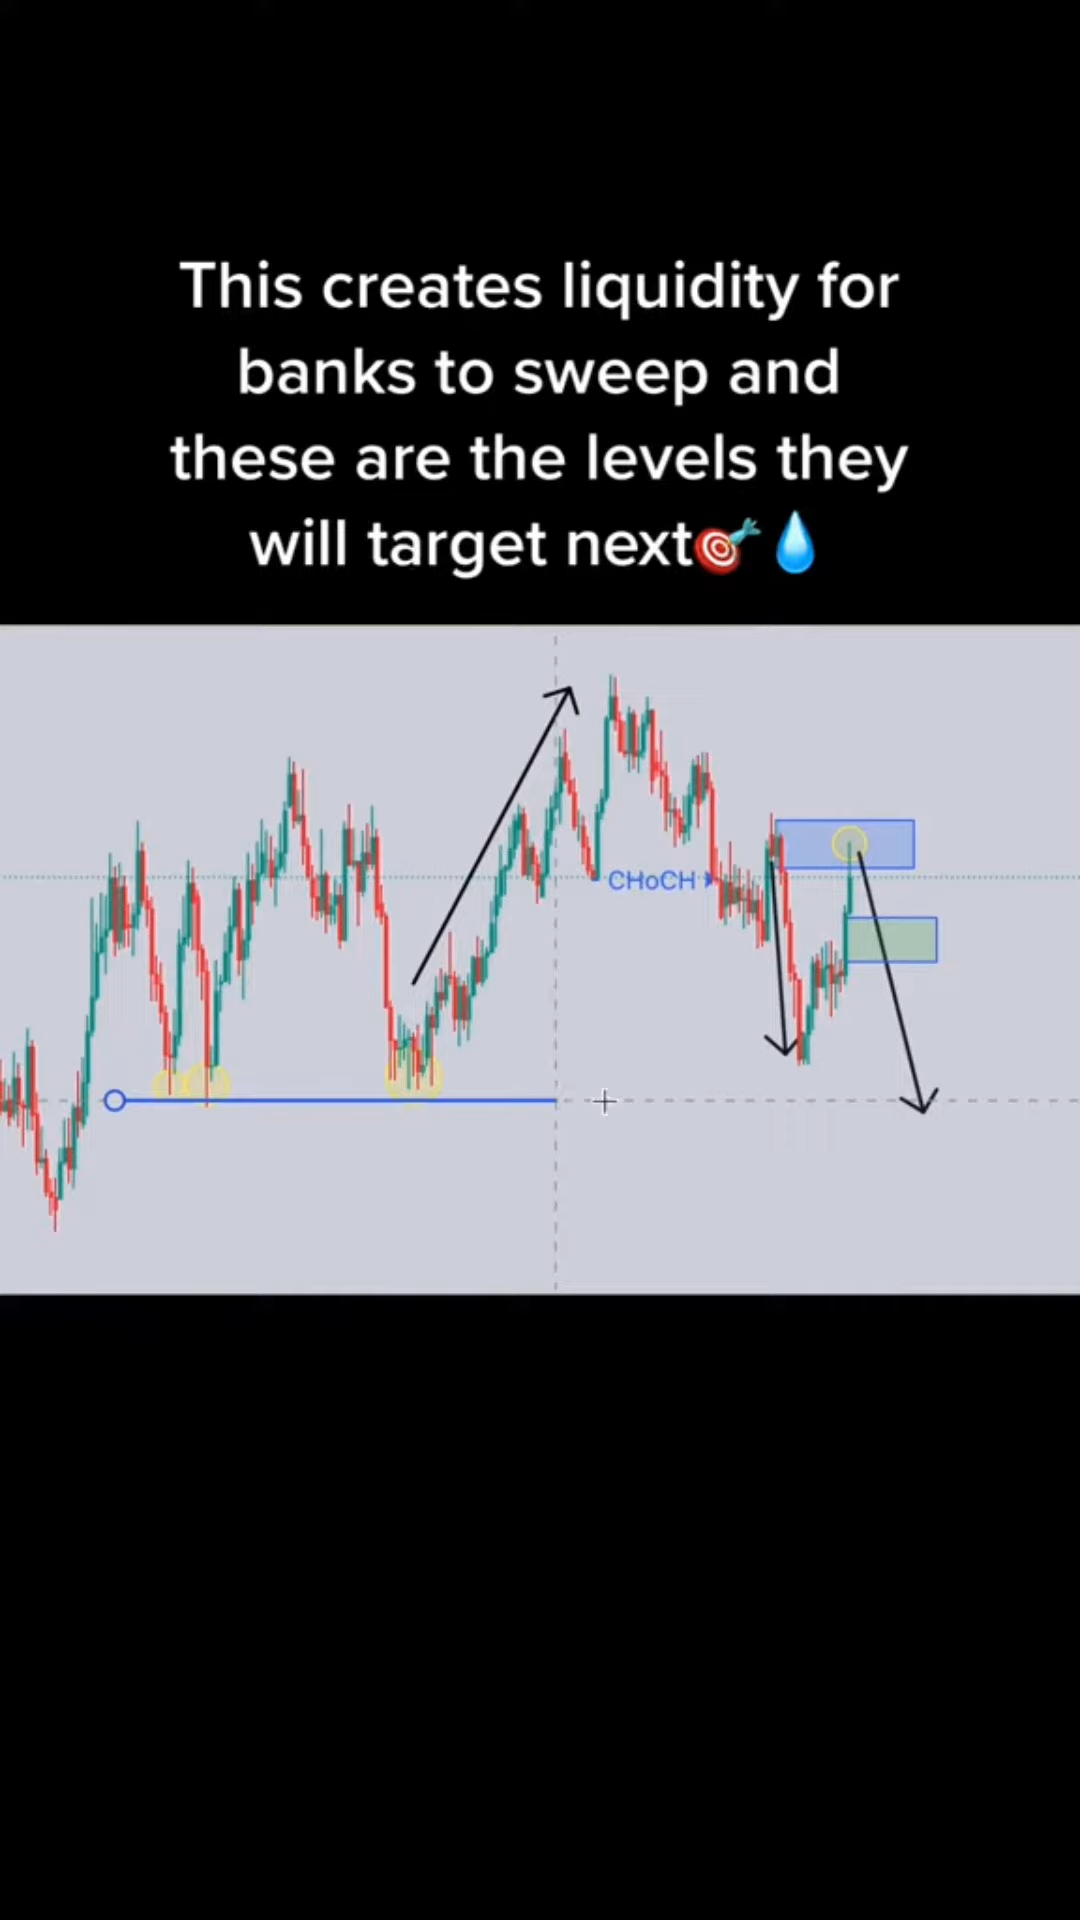 This creates liquidity for
banks to sweep and
these are the levels they
will target next🎯💧
CHoCH